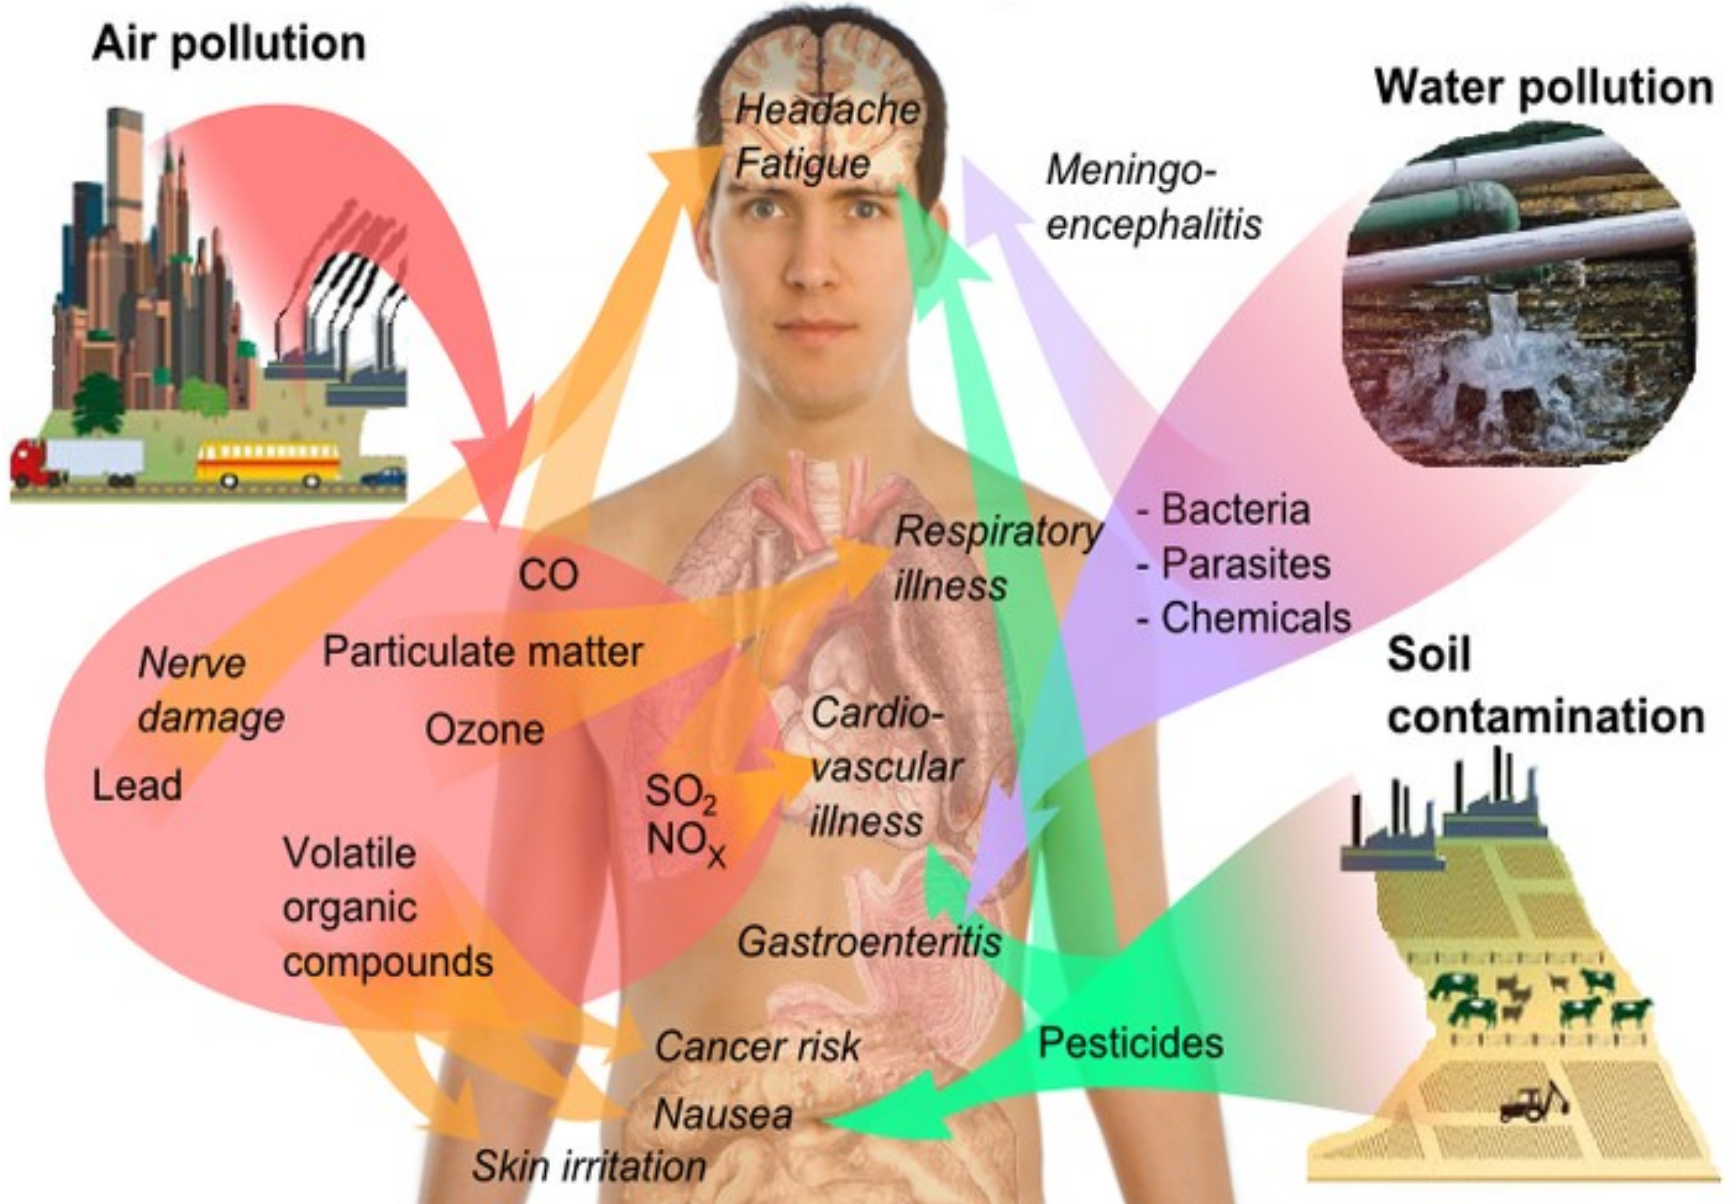 Air pollution
Water pollution
Headache
Fatigue
Meningo-
encephalitis
- Bacteria
- Parasites
- Chemicals
Respiratory
illness
CO
Particulate matter
Nerve
damage
Ozone
Lead
SO₂
NOₓ
Cardio-
vascular
illness
Soil
contamination
Volatile
organic
compounds
Gastroenteritis
Pesticides
Cancer risk
Nausea
Skin irritation